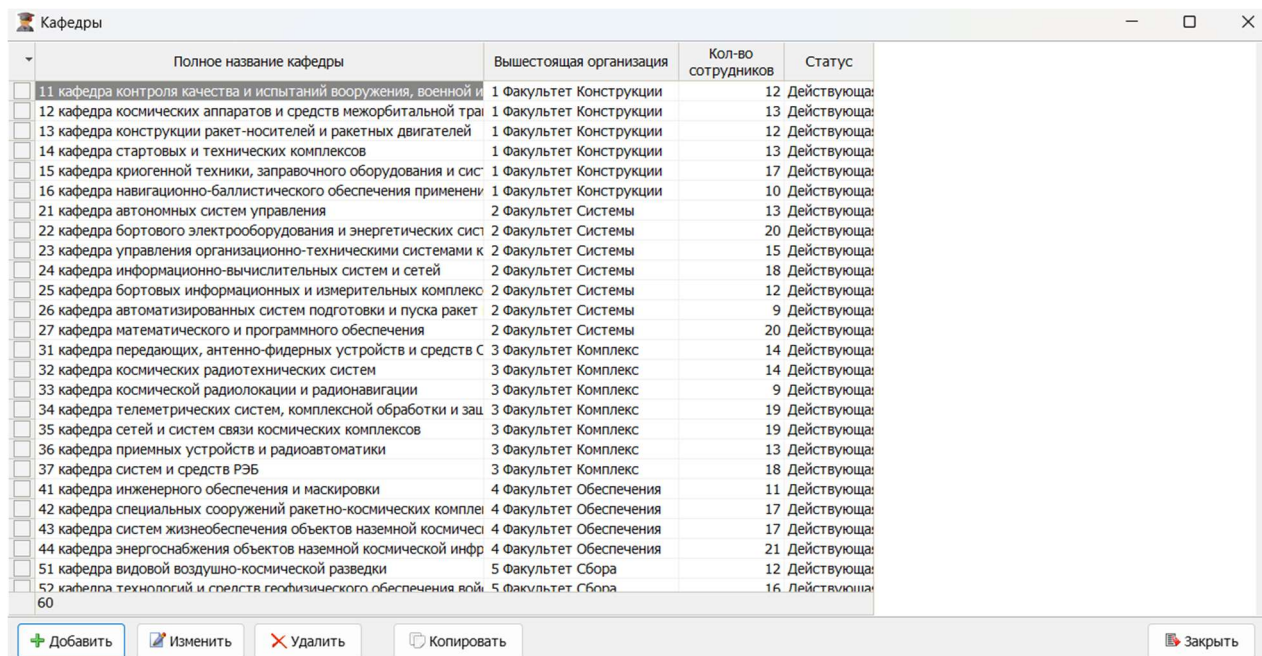 Кафедры
Полное название кафедры Вышестоящая организация Кол-во сотрудников Статус
11 кафедра контроля качества и испытаний вооружения, военной и 1 Факультет Конструкции 12 Действующая
12 кафедра космических аппаратов и средств межорбитальной тра 1 Факультет Конструкции 13 Действующая
13 кафедра конструкции ракет-носителей и ракетных двигателей 1 Факультет Конструкции 12 Действующая
14 кафедра стартовых и технических комплексов 1 Факультет Конструкции 13 Действующая
15 кафедра криогенной техники, заправочного оборудования и сист 1 Факультет Конструкции 17 Действующая
16 кафедра навигационно-баллистического обеспечения применени 1 Факультет Конструкции 10 Действующая
21 кафедра автономных систем управления 2 Факультет Системы 13 Действующая
22 кафедра бортового электрооборудования и энергетических сист 2 Факультет Системы 20 Действующая
23 кафедра управления организационно-техническими системами к 2 Факультет Системы 15 Действующая
24 кафедра информационно-вычислительных систем и сетей 2 Факультет Системы 18 Действующая
25 кафедра бортовых информационных и измерительных комплексо 2 Факультет Системы 12 Действующая
26 кафедра автоматизированных систем подготовки и пуска ракет 2 Факультет Системы 9 Действующая
27 кафедра математического и программного обеспечения 2 Факультет Системы 20 Действующая
31 кафедра передающих, антенно-фидерных устройств и средств С 3 Факультет Комплекс 14 Действующая
32 кафедра космических радиотехнических систем 3 Факультет Комплекс 14 Действующая
33 кафедра космической радиолокации и радионавигации 3 Факультет Комплекс 9 Действующая
34 кафедра телеметрических систем, комплексной обработки и защ 3 Факультет Комплекс 19 Действующая
35 кафедра сетей и систем связи космических комплексов 3 Факультет Комплекс 19 Действующая
36 кафедра приемных устройств и радиоавтоматики 3 Факультет Комплекс 13 Действующая
37 кафедра систем и средств РЭБ 3 Факультет Комплекс 18 Действующая
41 кафедра инженерного обеспечения и маскировки 4 Факультет Обеспечения 11 Действующая
42 кафедра специальных сооружений ракетно-космических комплек 4 Факультет Обеспечения 17 Действующая
43 кафедра систем жизнеобеспечения объектов наземной космичес 4 Факультет Обеспечения 17 Действующая
44 кафедра энергоснабжения объектов наземной космической инфр 4 Факультет Обеспечения 21 Действующая
51 кафедра видовой воздушно-космической разведки 5 Факультет Сбора 12 Действующая
52 кафедра технологий и средств геофизического обеспечения вой 5 Факультет Сбора 16 Действующая
60
Добавить Изменить Удалить Копировать Закрыть